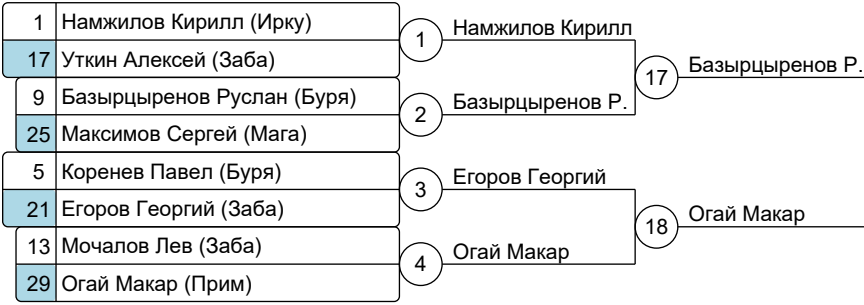 1 Намжилов Кирилл (Ирку)
17 Уткин Алексей (Заба)
9 Базырцыренов Руслан (Буря)
25 Максимов Сергей (Мага)
5 Коренев Павел (Буря)
21 Егоров Георгий (Заба)
13 Мочалов Лев (Заба)
29 Огай Макар (Прим)
1 Намжилов Кирилл
2 Базырцыренов Р.
3 Егоров Георгий
4 Огай Макар
17 Базырцыренов Р.
18 Огай Макар